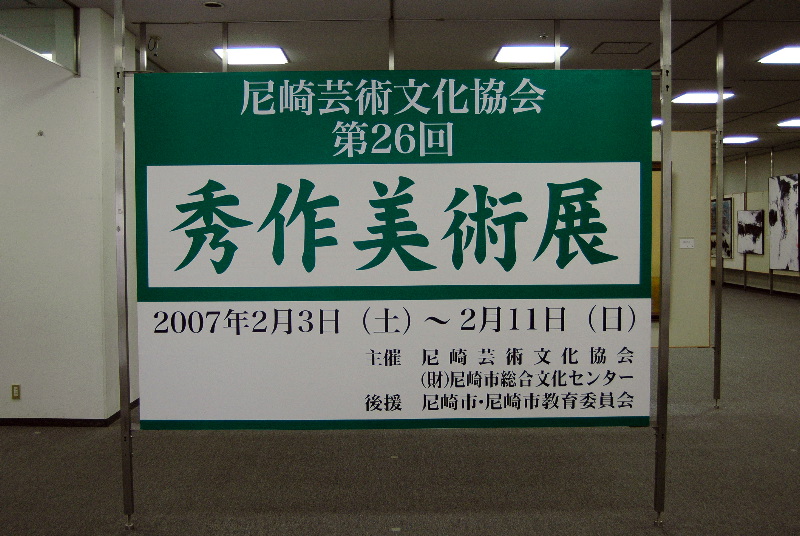 尼崎芸術文化協会
第26回
秀作美術展
2007年2月3日（土）～2月11日（日）
主催 尼崎芸術文化協会
(財)尼崎市総合文化センター
後援 尼崎市・尼崎市教育委員会